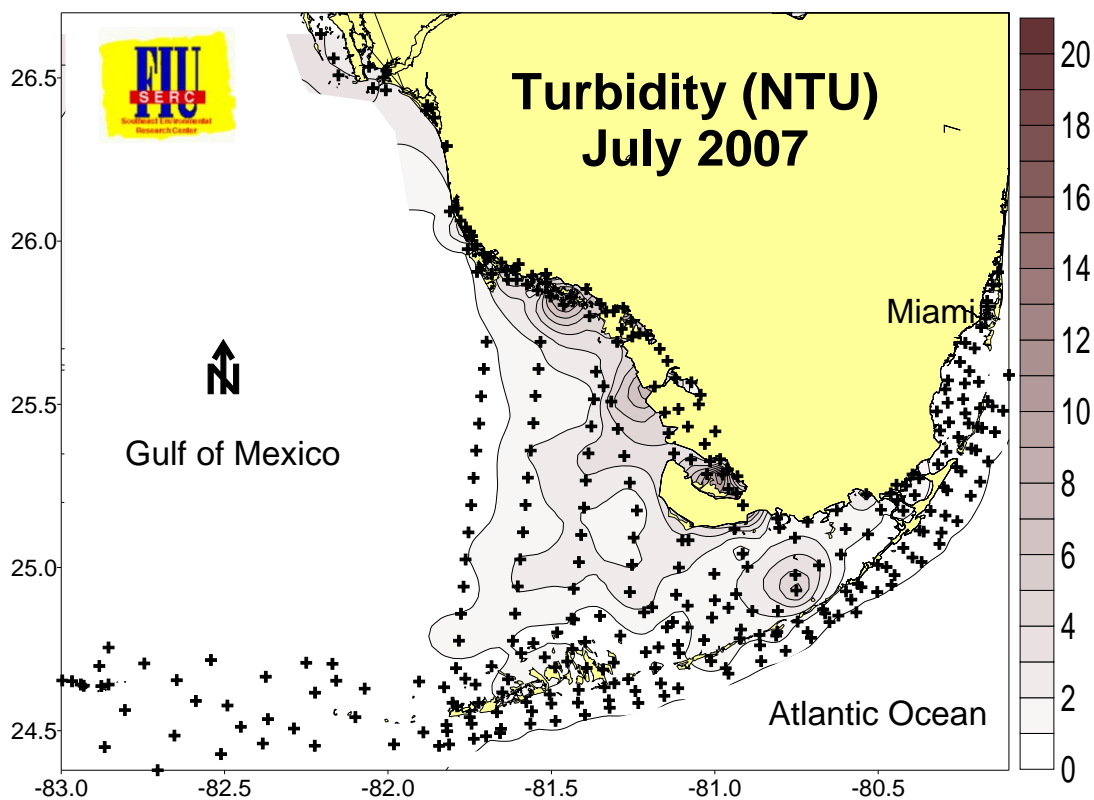 FIU
SERC
Southeast Environmental
Research Center
Turbidity (NTU)
July 2007
Miami
N
Gulf of Mexico
Atlantic Ocean
26.5
26.0
25.5
25.0
24.5
-83.0 -82.5 -82.0 -81.5 -81.0 -80.5
20
18
16
14
12
10
8
6
4
2
0